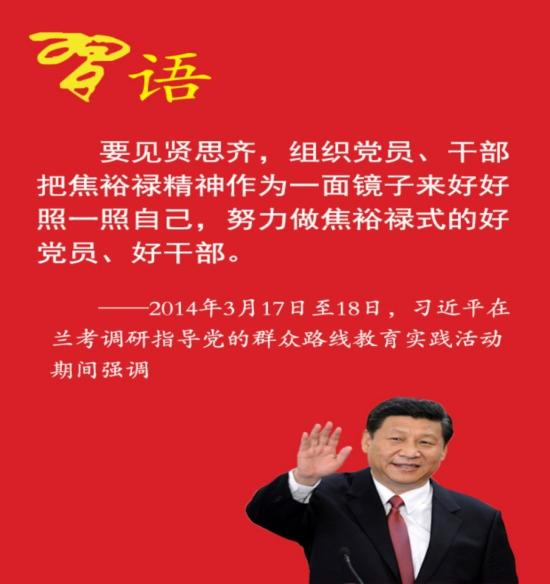 習语
要见贤思齐，组织党员、干部
把焦裕禄精神作为一面镜子来好好
照一照自己，努力做焦裕禄式的好
党员、好干部。
——2014年3月17日至18日，习近平在
兰考调研指导党的群众路线教育实践活动
期间强调